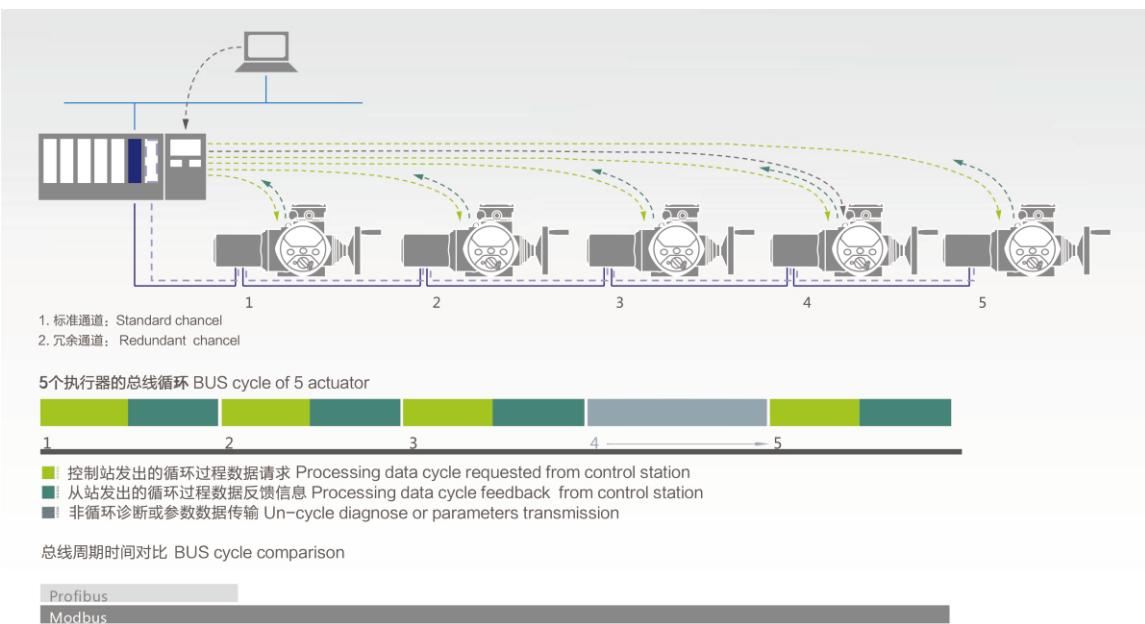 1 2 3 4 5
1. 标准通道：Standard chancel
2. 冗余通道： Redundant chancel
5个执行器的总线循环 BUS cycle of 5 actuator
1 2 3 4 5
控制站发出的循环过程数据请求 Processing data cycle requested from control station
从站发出的循环过程数据反馈信息 Processing data cycle feedback from control station
非循环诊断或参数数据传输 Un-cycle diagnose or parameters transmission
总线周期时间对比 BUS cycle comparison
Profibus
Modbus